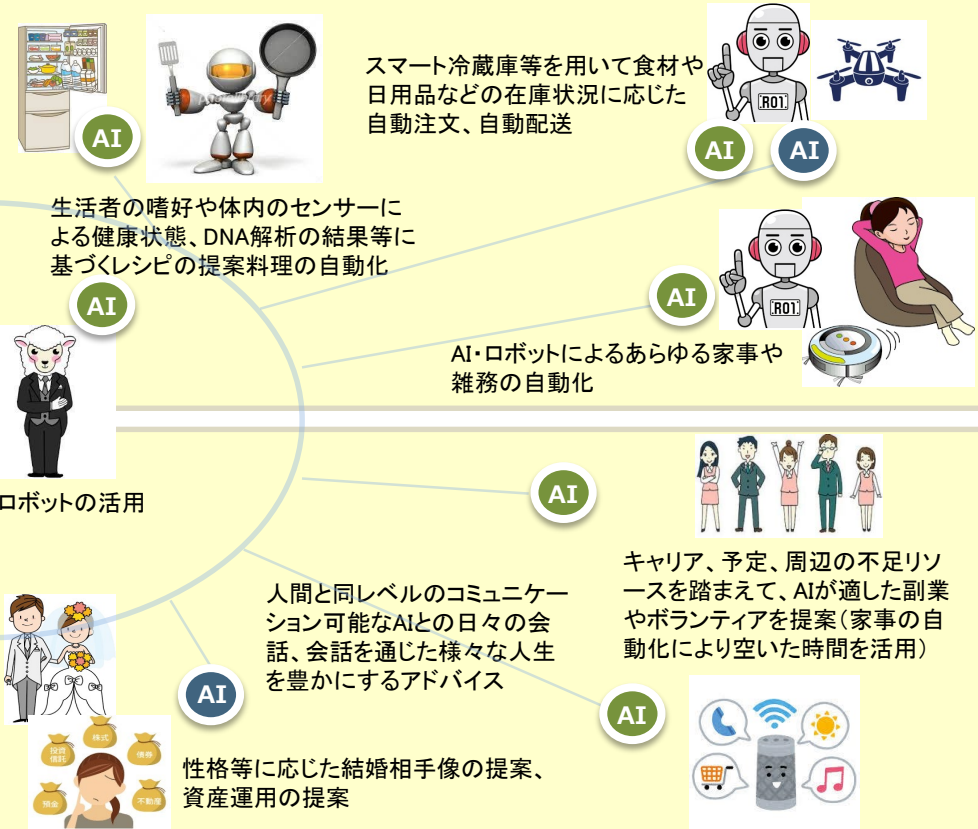 スマート冷蔵庫等を用いて食材や
日用品などの在庫状況に応じた
自動注文、自動配送
R01
AI
AI
AI
生活者の嗜好や体内のセンサーに
よる健康状態、DNA解析の結果等に
基づくレシピの提案料理の自動化
AI
AI
R01
AI・ロボットによるあらゆる家事や
雑務の自動化
ロボットの活用
AI
キャリア、予定、周辺の不足リソ
ースを踏まえて、AIが適した副業
やボランティアを提案(家事の自
動化により空いた時間を活用)
人間と同レベルのコミュニケー
ション可能なAIとの日々の会
話、会話を通じた様々な人生
を豊かにするアドバイス
AI
AI
株式
投資
信託
債券
預金
不動産
性格等に応じた結婚相手像の提案、
資産運用の提案